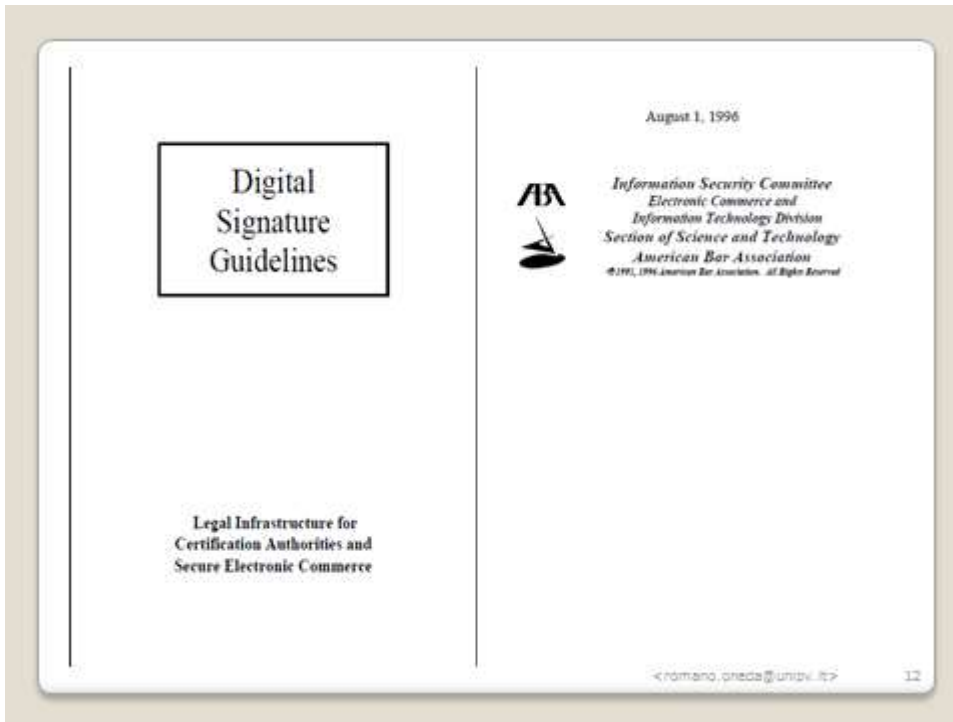 Digital
Signature
Guidelines
Legal Infrastructure for
Certification Authorities and
Secure Electronic Commerce
August 1, 1996
ABA
Information Security Committee
Electronic Commerce and
Information Technology Division
Section of Science and Technology
American Bar Association
©1995, 1996 American Bar Association. All Rights Reserved
<romano.oneda@unipv.it>
12